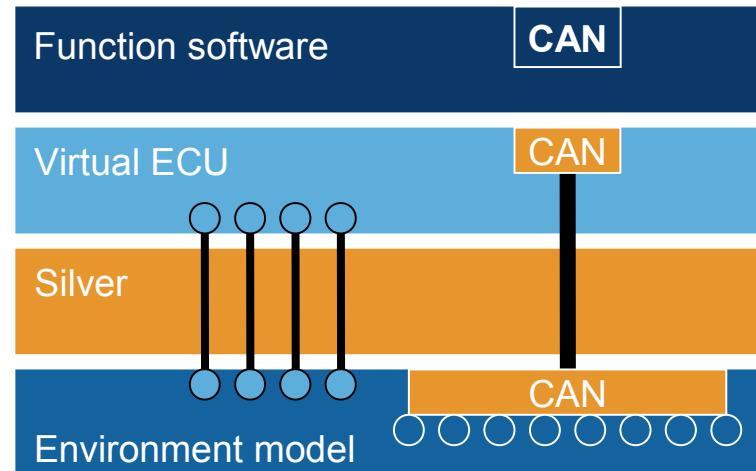 Function software
CAN
Virtual ECU
CAN
Silver
CAN
Environment model